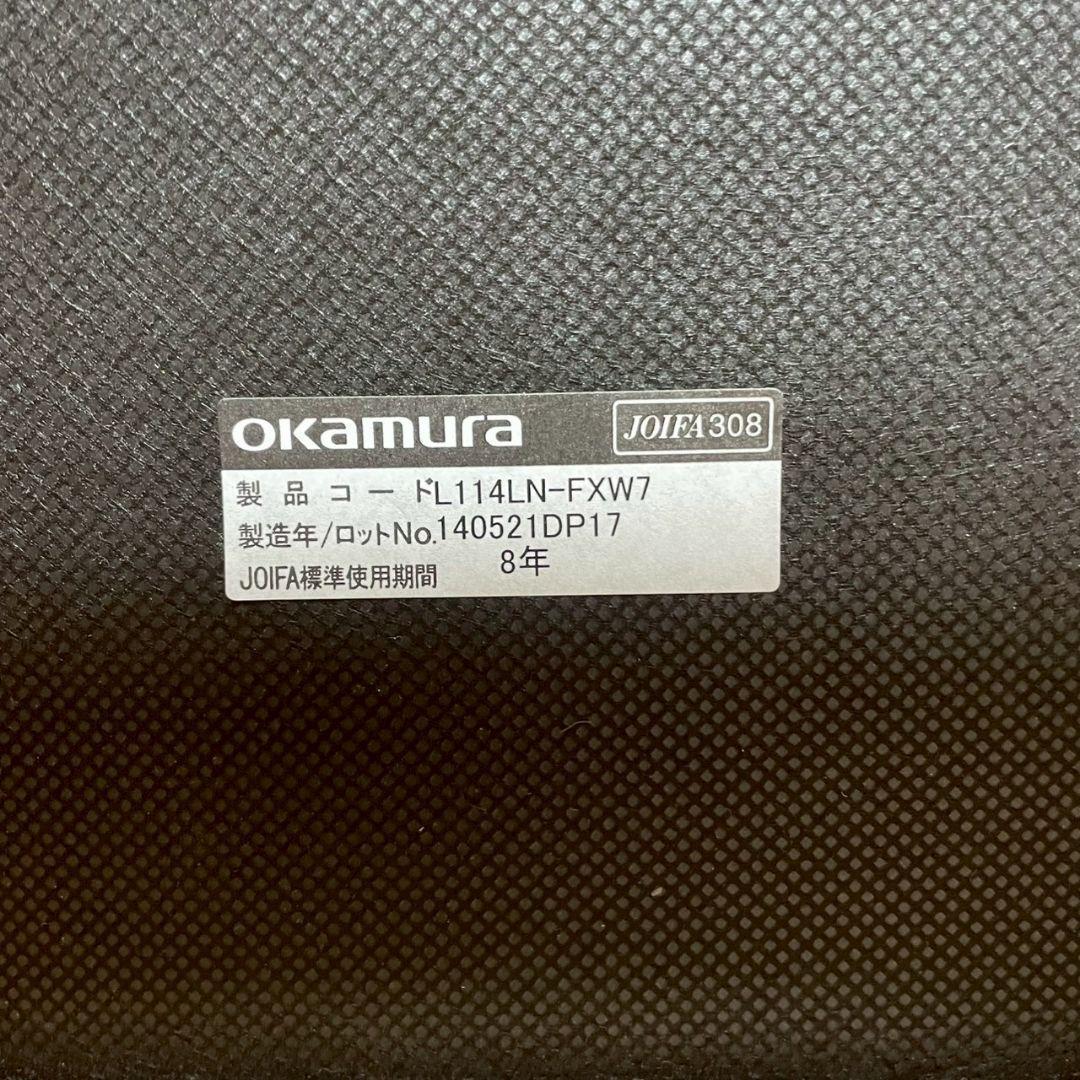 okamura JOIFA308
製品コードL114LN-FXW7
製造年/ロットNo.140521DP17
JOIFA標準使用期間 8年